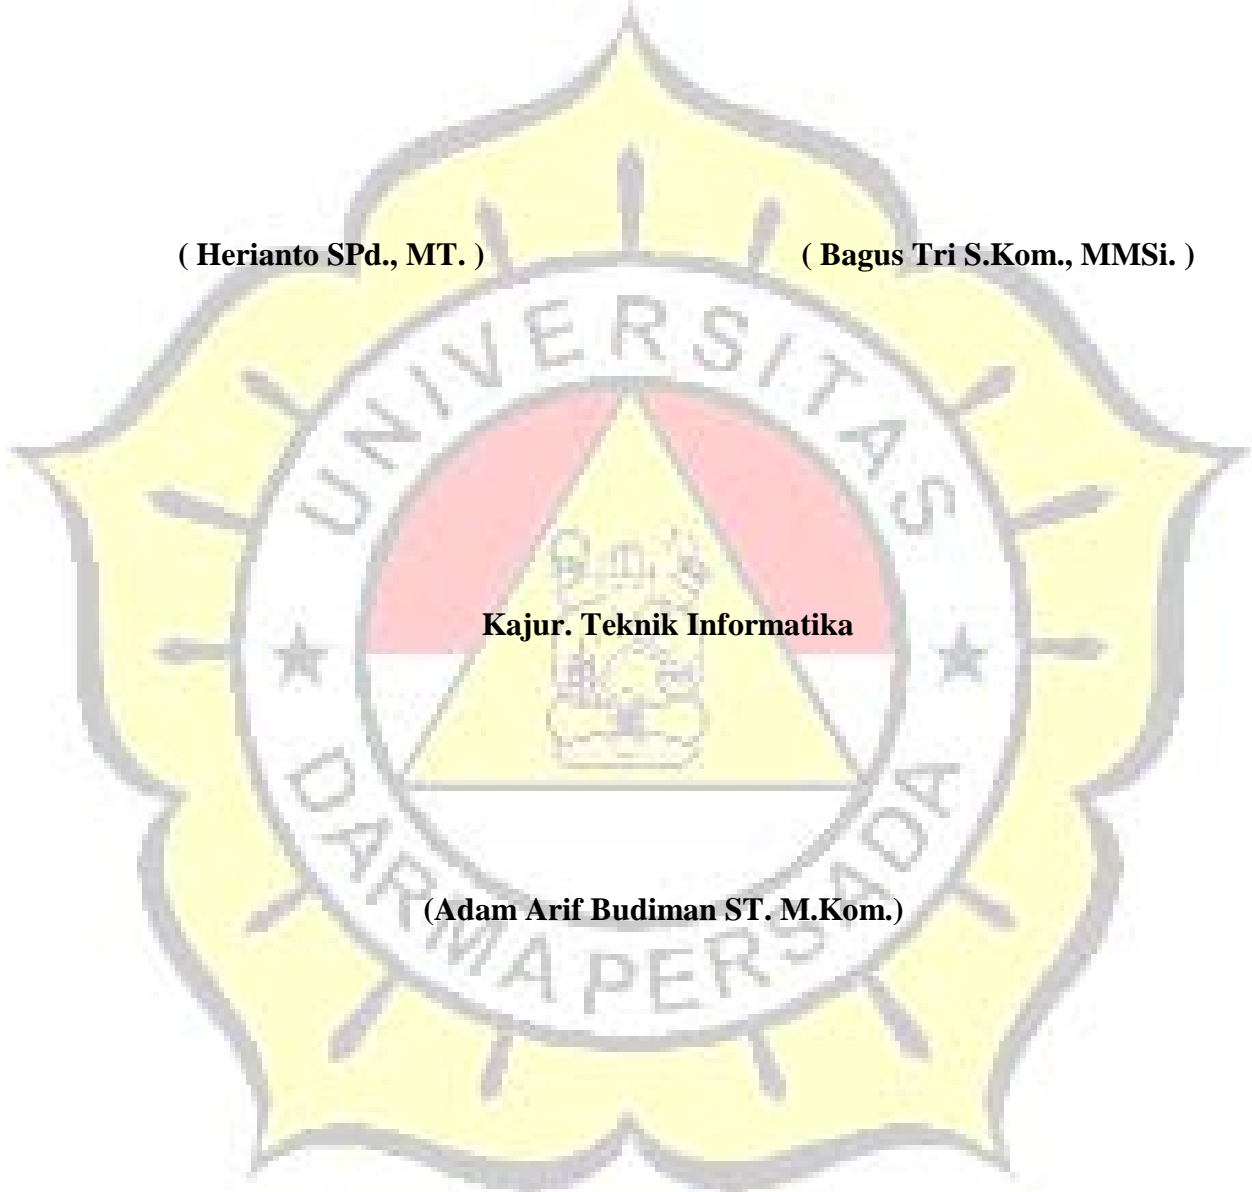 ( Herianto SPd., MT. ) ( Bagus Tri S.Kom., MMSi. )
UNIVERSITAS
Kajur. Teknik Informatika
DARMA PERSADA
(Adam Arif Budiman ST. M.Kom.)